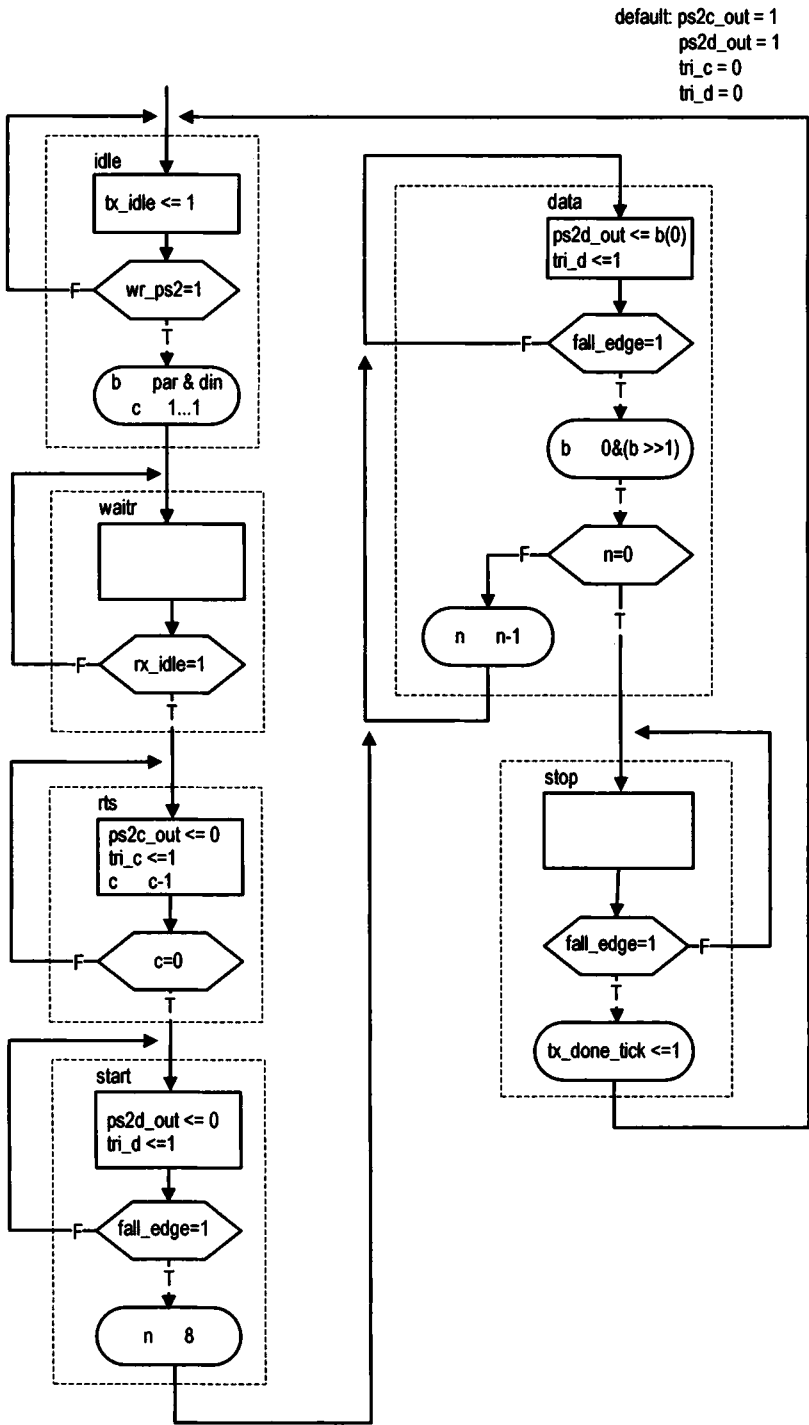 default: ps2c_out = 1
ps2d_out = 1
tri_c = 0
tri_d = 0
idle
tx_idle <= 1
wr_ps2=1
F
T
b par & din
c 1...1
waitr
rx_idle=1
F
T
rts
ps2c_out <= 0
tri_c <=1
c c-1
c=0
F
T
start
ps2d_out <= 0
tri_d <=1
fall_edge=1
F
T
n 8
data
ps2d_out <= b(0)
tri_d <=1
fall_edge=1
F
T
b 0&(b >>1)
T
n=0
F
T
n n-1
stop
fall_edge=1
F
T
tx_done_tick <=1